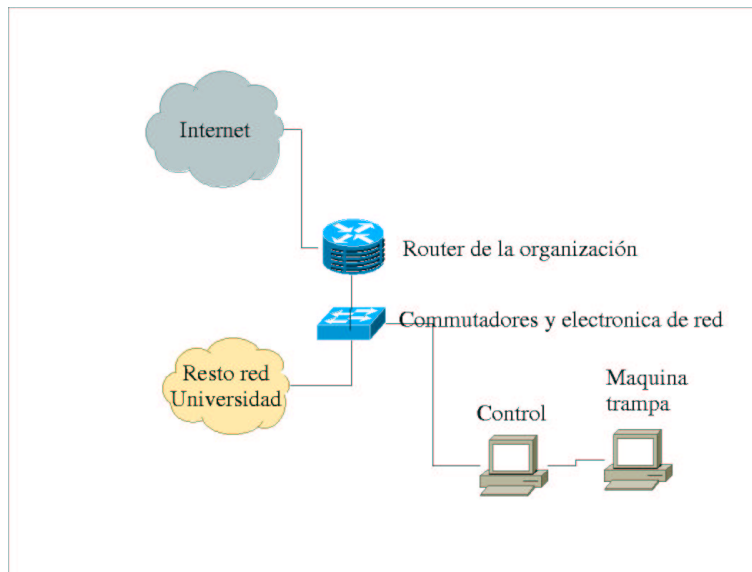 Internet
Router de la organización
Commutadores y electronica de red
Resto red
Universidad
Maquina
trampa
Control